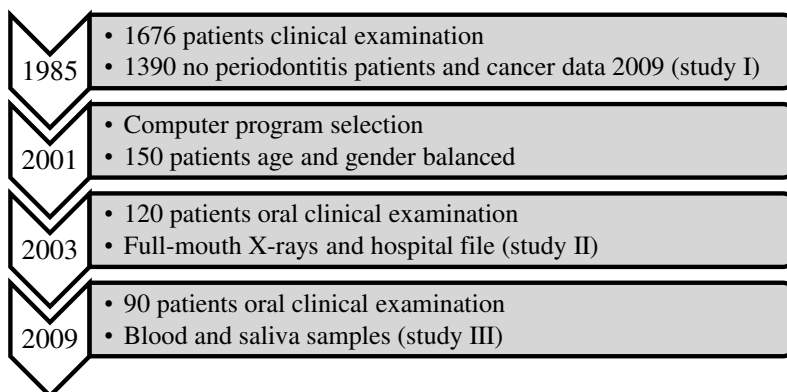 1985
• 1676 patients clinical examination
• 1390 no periodontitis patients and cancer data 2009 (study I)
2001
• Computer program selection
• 150 patients age and gender balanced
2003
• 120 patients oral clinical examination
• Full-mouth X-rays and hospital file (study II)
2009
• 90 patients oral clinical examination
• Blood and saliva samples (study III)